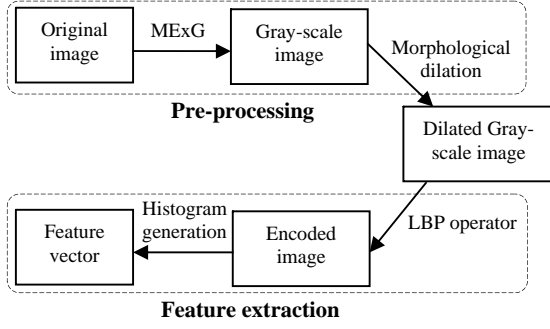 Original
image
MExG
Gray-scale
image
Morphological
dilation
Pre-processing
Dilated Gray-
scale image
LBP operator
Encoded
image
Histogram
generation
Feature
vector
Feature extraction